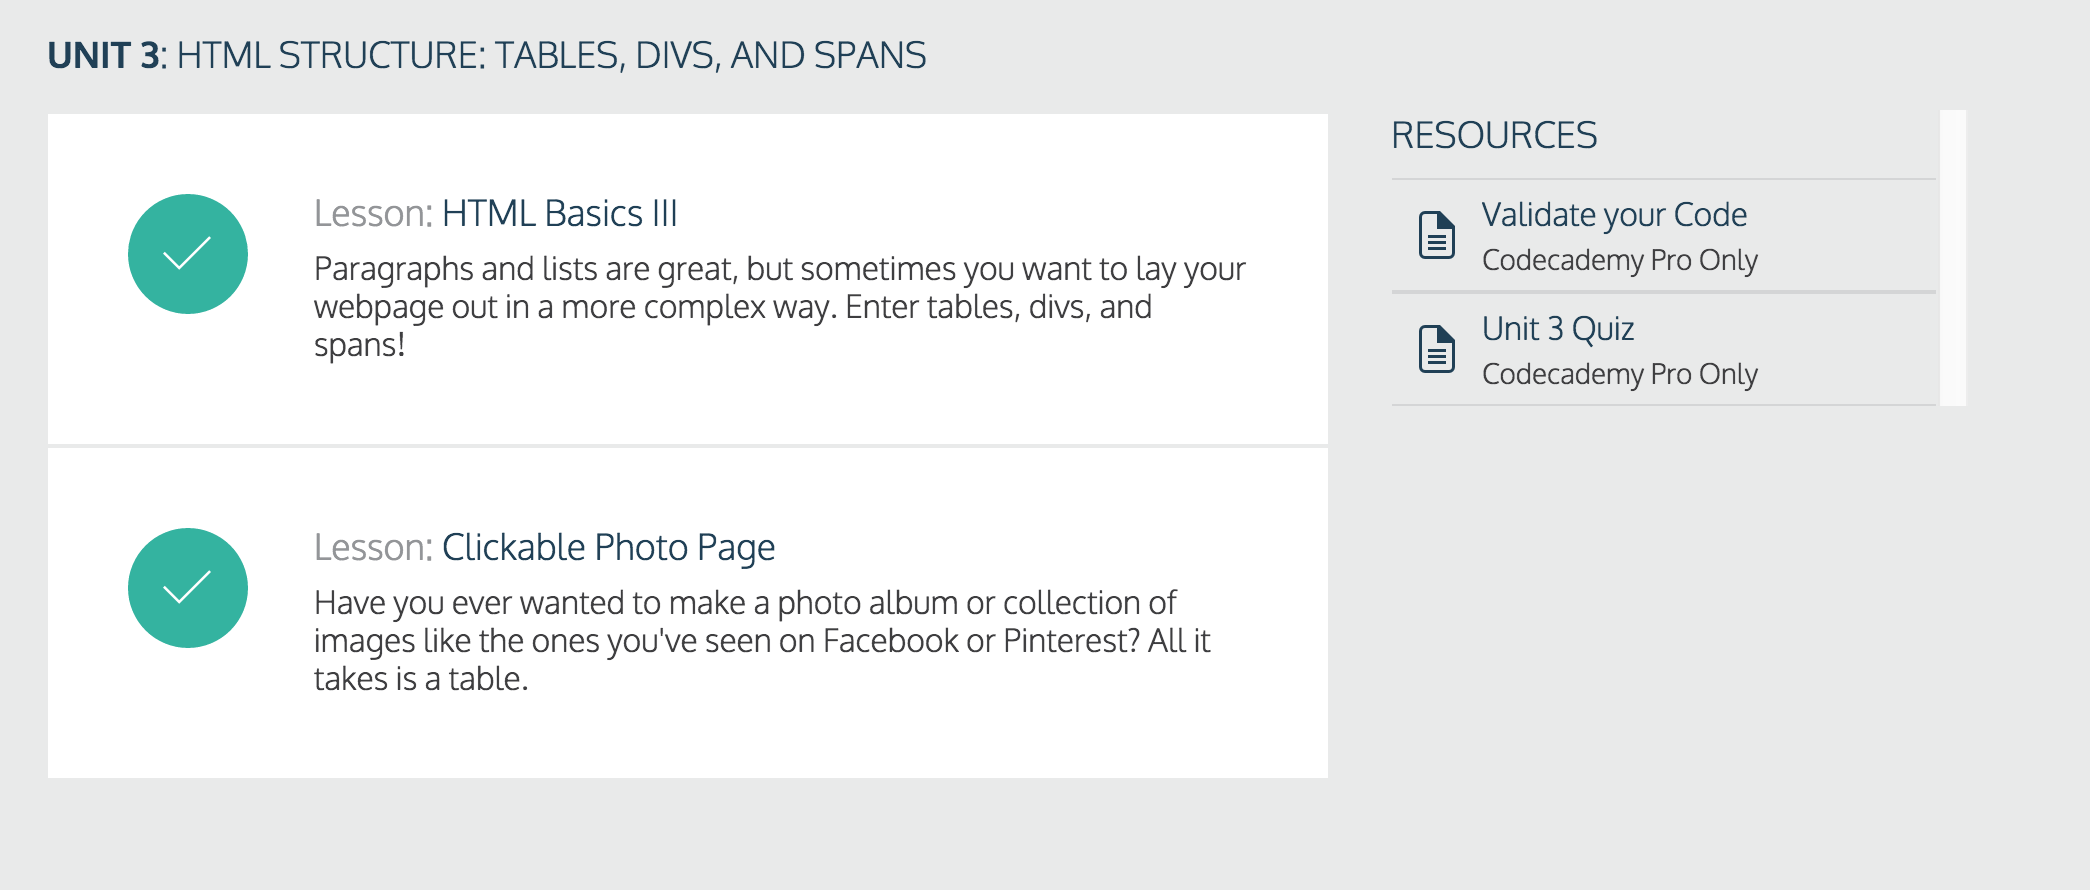 UNIT 3: HTML STRUCTURE: TABLES, DIVS, AND SPANS
Lesson: HTML Basics III
Paragraphs and lists are great, but sometimes you want to lay your
webpage out in a more complex way. Enter tables, divs, and
spans!
Lesson: Clickable Photo Page
Have you ever wanted to make a photo album or collection of
images like the ones you've seen on Facebook or Pinterest? All it
takes is a table.
RESOURCES
Validate your Code
Codecademy Pro Only
Unit 3 Quiz
Codecademy Pro Only